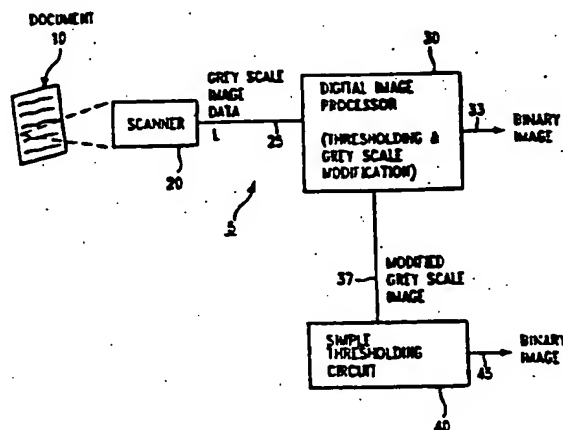 DOCUMENT
10
GREY SCALE
IMAGE
DATA
L
25
SCANNER
20
5
30
DIGITAL IMAGE
PROCESSOR
(THRESHOLDING &
GREY SCALE
MODIFICATION)
33
BINARY
IMAGE
37
MODIFIED
GREY SCALE
IMAGE
SIMPLE
THRESHOLDING
CIRCUIT
45
BINARY
IMAGE
40